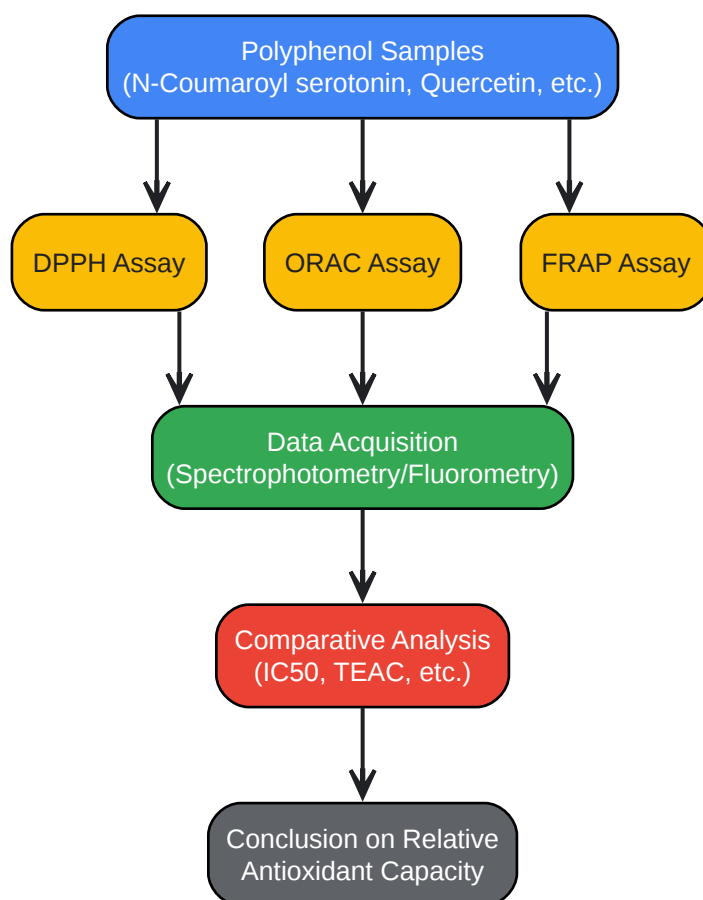 Polyphenol Samples
(N-Coumaroyl serotonin, Quercetin, etc.)
DPPH Assay
ORAC Assay
FRAP Assay
Data Acquisition
(Spectrophotometry/Fluorometry)
Comparative Analysis
(IC50, TEAC, etc.)
Conclusion on Relative
Antioxidant Capacity